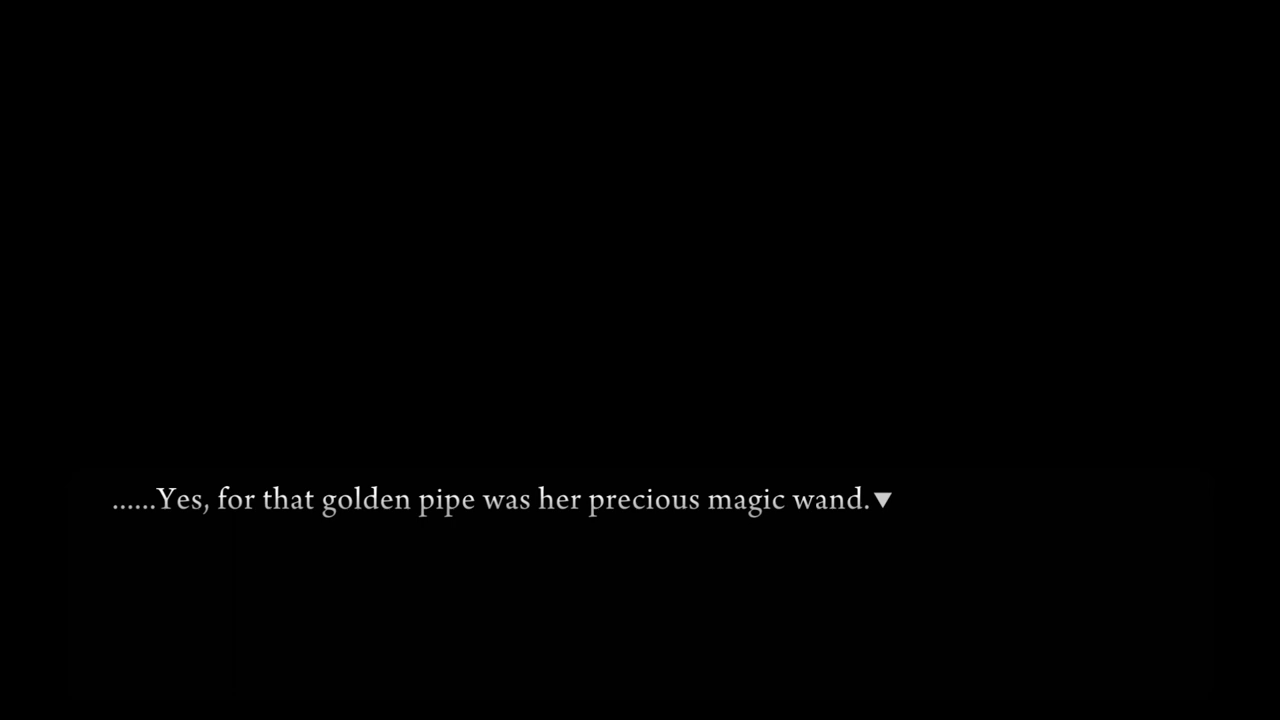 ......Yes, for that golden pipe was her precious magic wand.▼